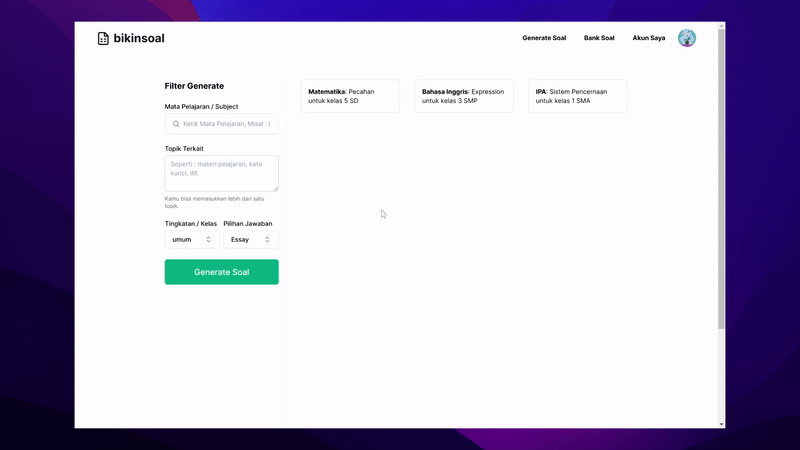 bikinsoal
Generate Soal
Bank Soal
Akun Saya
Filter Generate
Mata Pelajaran / Subject
Ketik Mata Pelajaran, Misal :
Topik Terkait
Seperti : materi pelajaran, kata
kunci, dll.
Kamu bisa memasukkan lebih dari satu
topik.
Tingkatan / Kelas
Pilihan Jawaban
umum
Essay
Generate Soal
Matematika: Pecahan
untuk kelas 5 SD
Bahasa Inggris: Expression
untuk kelas 3 SMP
IPA: Sistem Pencernaan
untuk kelas 1 SMA